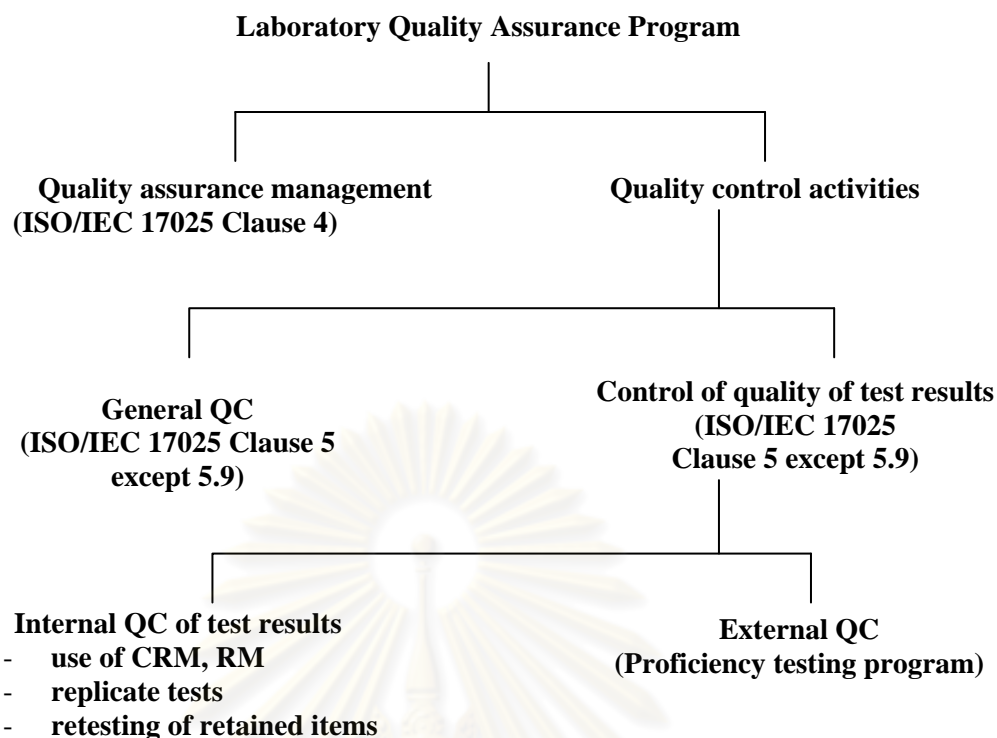 Laboratory Quality Assurance Program
Quality assurance management
(ISO/IEC 17025 Clause 4)
Quality control activities
General QC
(ISO/IEC 17025 Clause 5
except 5.9)
Control of quality of test results
(ISO/IEC 17025
Clause 5 except 5.9)
Internal QC of test results
- use of CRM, RM
- replicate tests
- retesting of retained items
External QC
(Proficiency testing program)